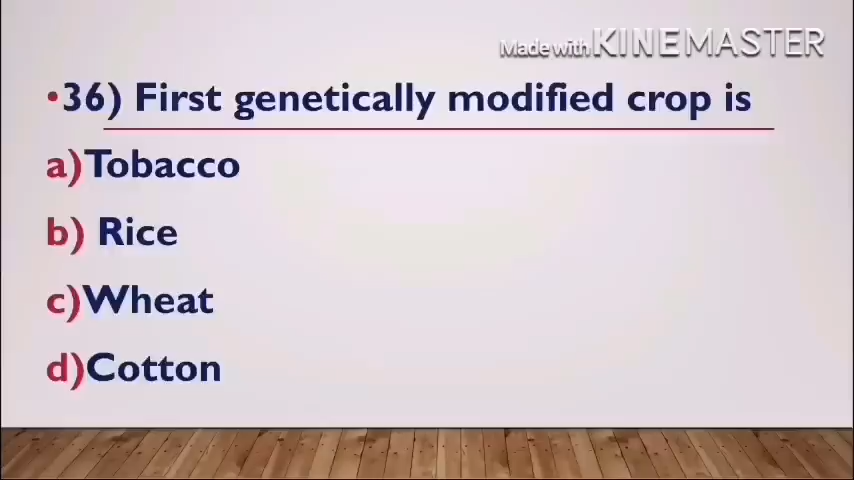 Made with KINEMASTER
•36) First genetically modified crop is
a)Tobacco
b) Rice
c)Wheat
d)Cotton